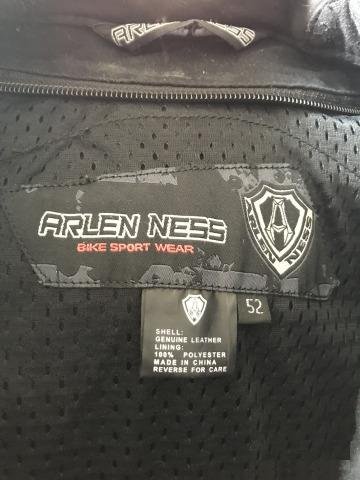 ARLEN NESS
ARLEN NESS
BIKE SPORT WEAR
ARLEN NESS
52
SHELL:
GENUINE LEATHER
LINING:
100% POLYESTER
MADE IN CHINA
REVERSE FOR CARE